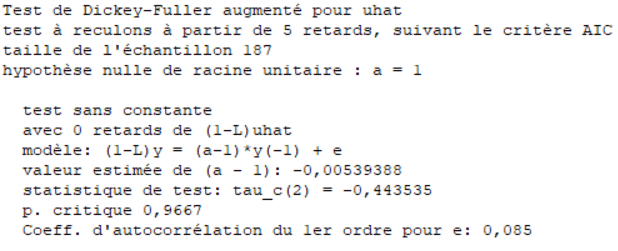 Test de Dickey-Fuller augmenté pour uhat
test à reculons à partir de 5 retards, suivant le critère AIC
taille de l'échantillon 187
hypothèse nulle de racine unitaire : a = 1
test sans constante
avec 0 retards de (1-L)uhat
modèle: (1-L)y = (a-1)*y(-1) + e
valeur estimée de (a - 1): -0,00539388
statistique de test: tau_c(2) = -0,443535
p. critique 0,9667
Coeff. d'autocorrélation du 1er ordre pour e: 0,085